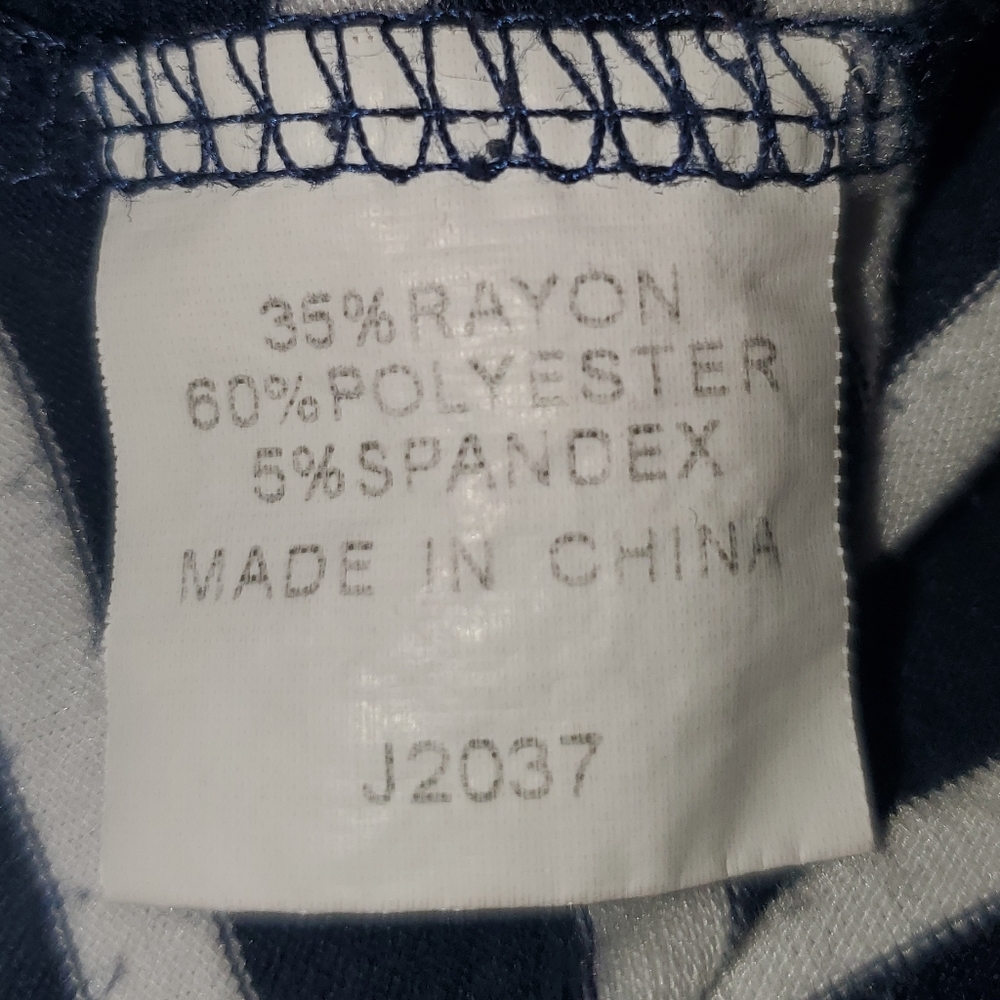 35%RAYON
60%POLYESTER
5%SPANDEX
MADE IN CHINA
J2037